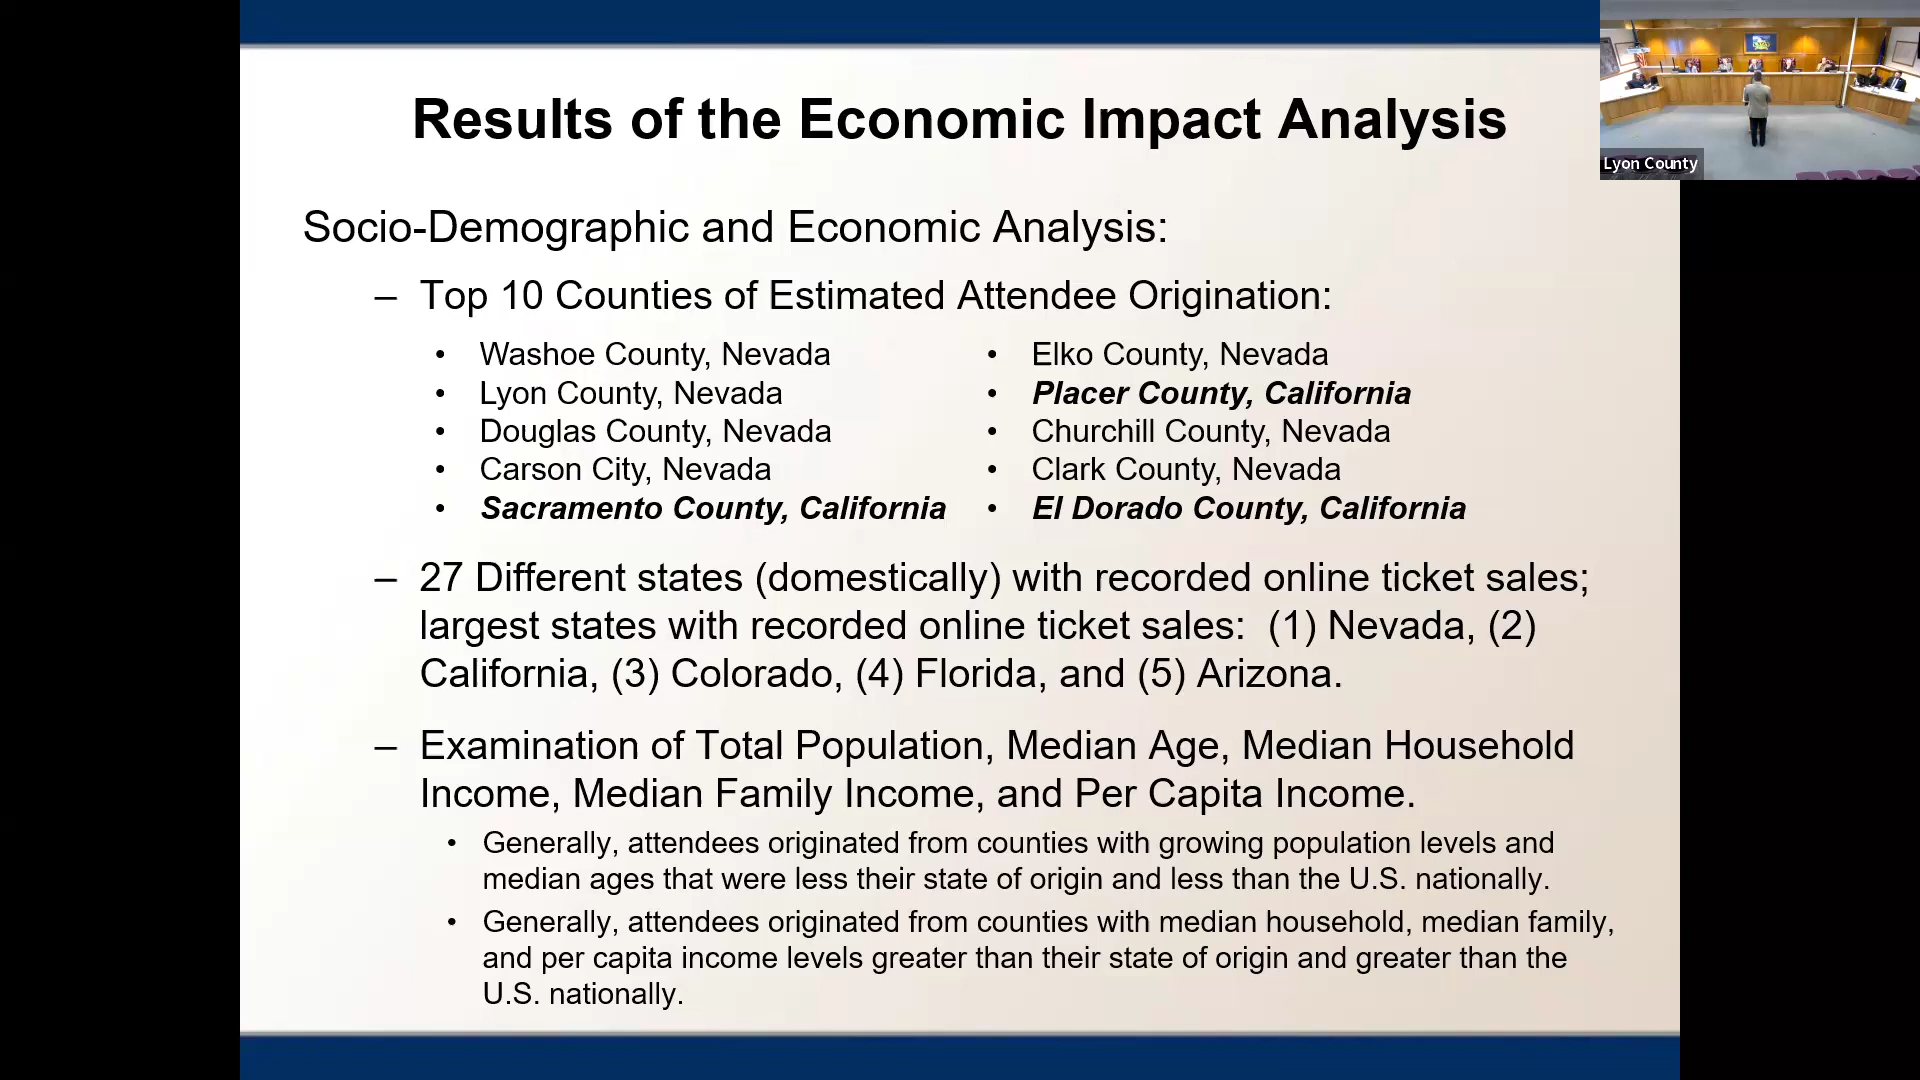 Results of the Economic Impact Analysis
Lyon County
Socio-Demographic and Economic Analysis:
– Top 10 Counties of Estimated Attendee Origination:
• Washoe County, Nevada
• Lyon County, Nevada
• Douglas County, Nevada
• Carson City, Nevada
• Sacramento County, California
• Elko County, Nevada
• Placer County, California
• Churchill County, Nevada
• Clark County, Nevada
• El Dorado County, California
– 27 Different states (domestically) with recorded online ticket sales;
largest states with recorded online ticket sales: (1) Nevada, (2)
California, (3) Colorado, (4) Florida, and (5) Arizona.
– Examination of Total Population, Median Age, Median Household
Income, Median Family Income, and Per Capita Income.
• Generally, attendees originated from counties with growing population levels and
median ages that were less their state of origin and less than the U.S. nationally.
• Generally, attendees originated from counties with median household, median family,
and per capita income levels greater than their state of origin and greater than the
U.S. nationally.